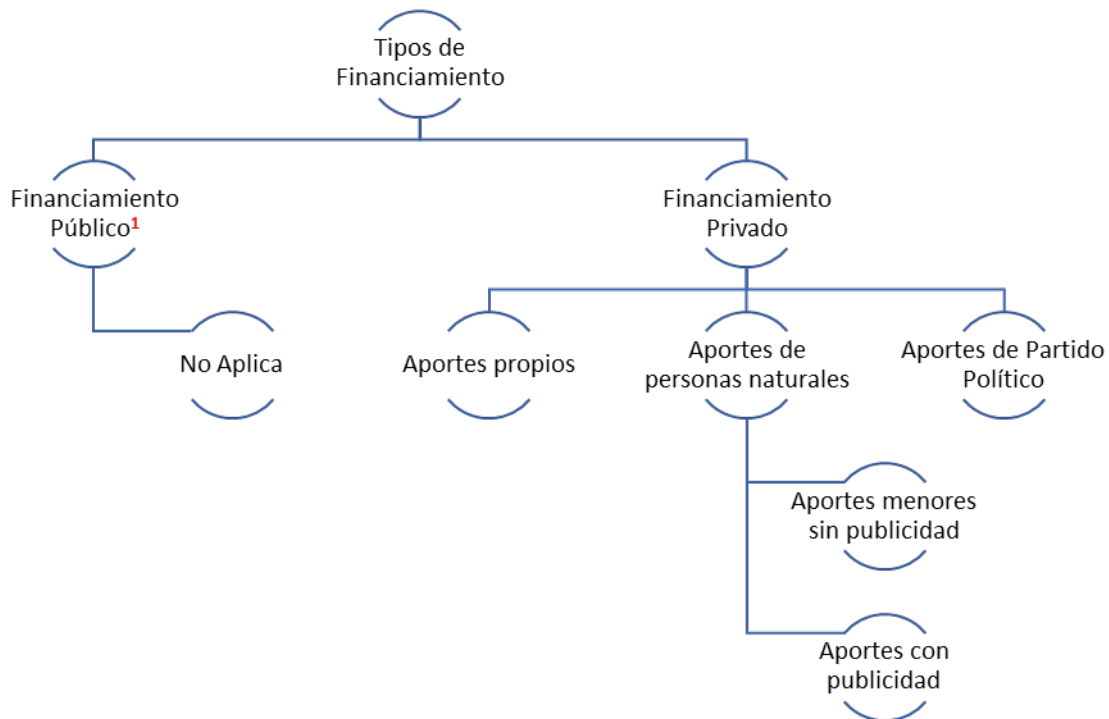 Tipos de
Financiamiento
Financiamiento
Público¹
Financiamiento
Privado
No Aplica
Aportes propios
Aportes de
personas naturales
Aportes de Partido
Político
Aportes menores
sin publicidad
Aportes con
publicidad